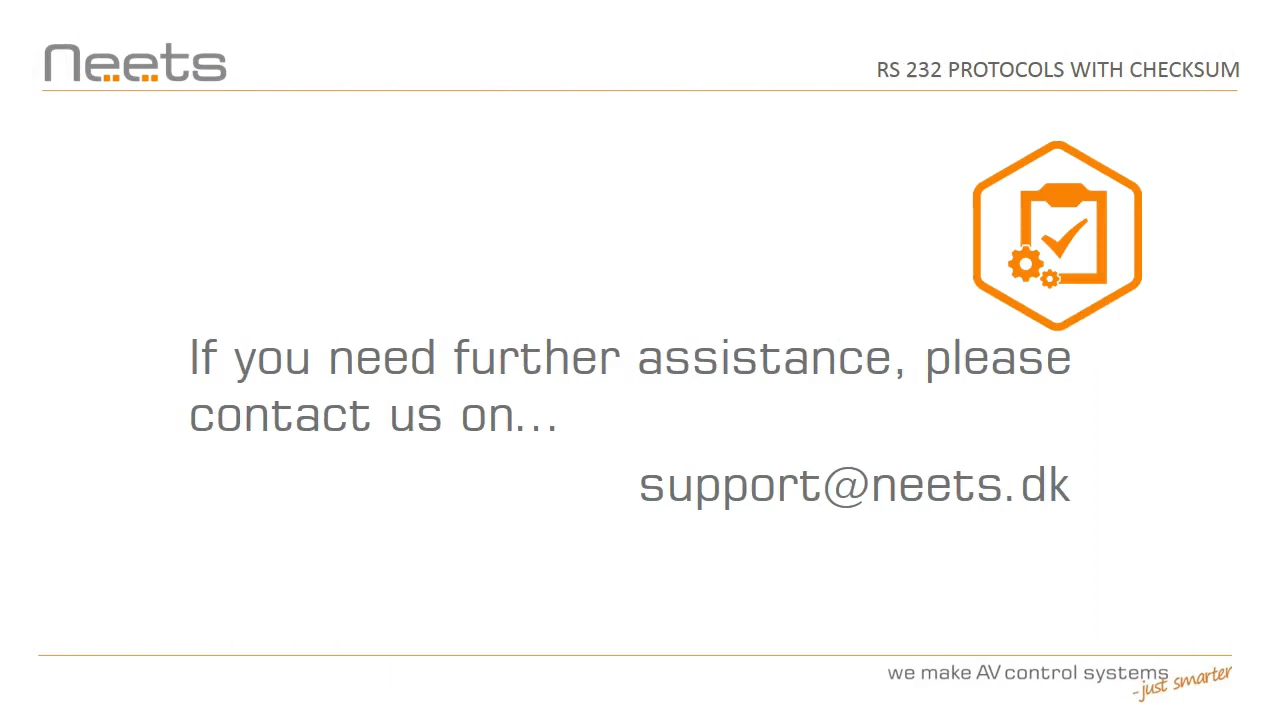 Neets
RS 232 PROTOCOLS WITH CHECKSUM
If you need further assistance, please
contact us on...
support@neets.dk
we make AV control systems
-just smarter